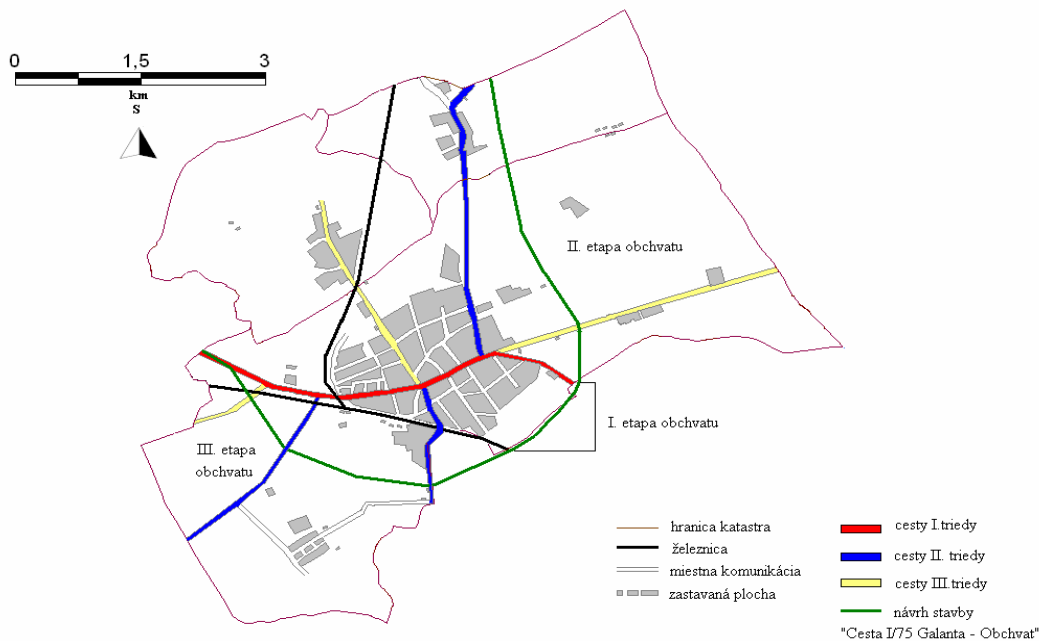 0 1,5 3
km
S
II. etapa obchvatu
I. etapa obchvatu
III. etapa
obchvatu
hranica katastra
železnica
miestna komunikácia
zastavaná plocha
cesty I.triedy
cesty II. triedy
cesty III.triedy
návrh stavby
"Cesta I/75 Galanta - Obchvat"